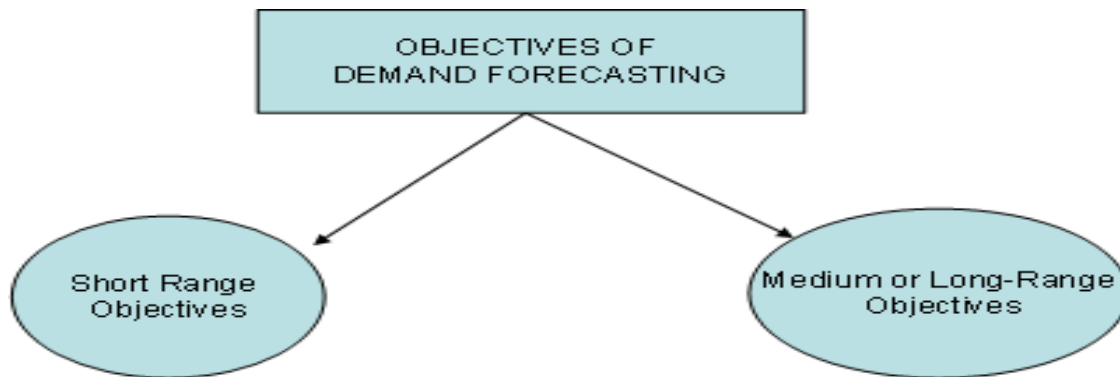 OBJECTIVES OF
DEMAND FORECASTING
Short Range
Objectives
Medium or Long-Range
Objectives